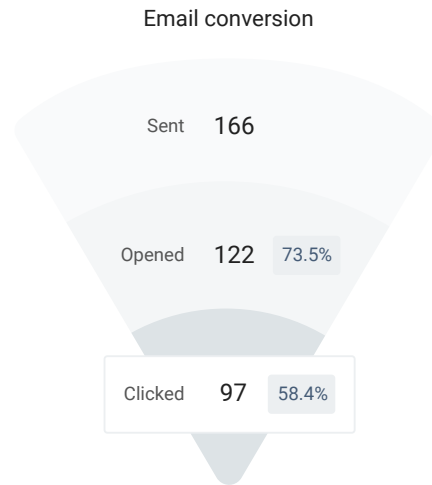 Email conversion
Sent 166
Opened 122 73.5%
Clicked 97 58.4%